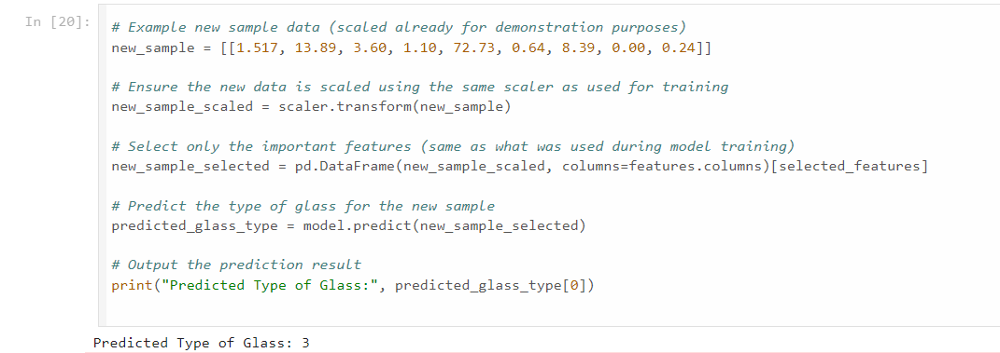 In [20]:
# Example new sample data (scaled already for demonstration purposes)
new_sample = [[1.517, 13.89, 3.60, 1.10, 72.73, 0.64, 8.39, 0.00, 0.24]]
# Ensure the new data is scaled using the same scaler as used for training
new_sample_scaled = scaler.transform(new_sample)
# Select only the important features (same as what was used during model training)
new_sample_selected = pd.DataFrame(new_sample_scaled, columns=features.columns)[selected_features]
# Predict the type of glass for the new sample
predicted_glass_type = model.predict(new_sample_selected)
# Output the prediction result
print("Predicted Type of Glass:", predicted_glass_type[0])
Predicted Type of Glass: 3